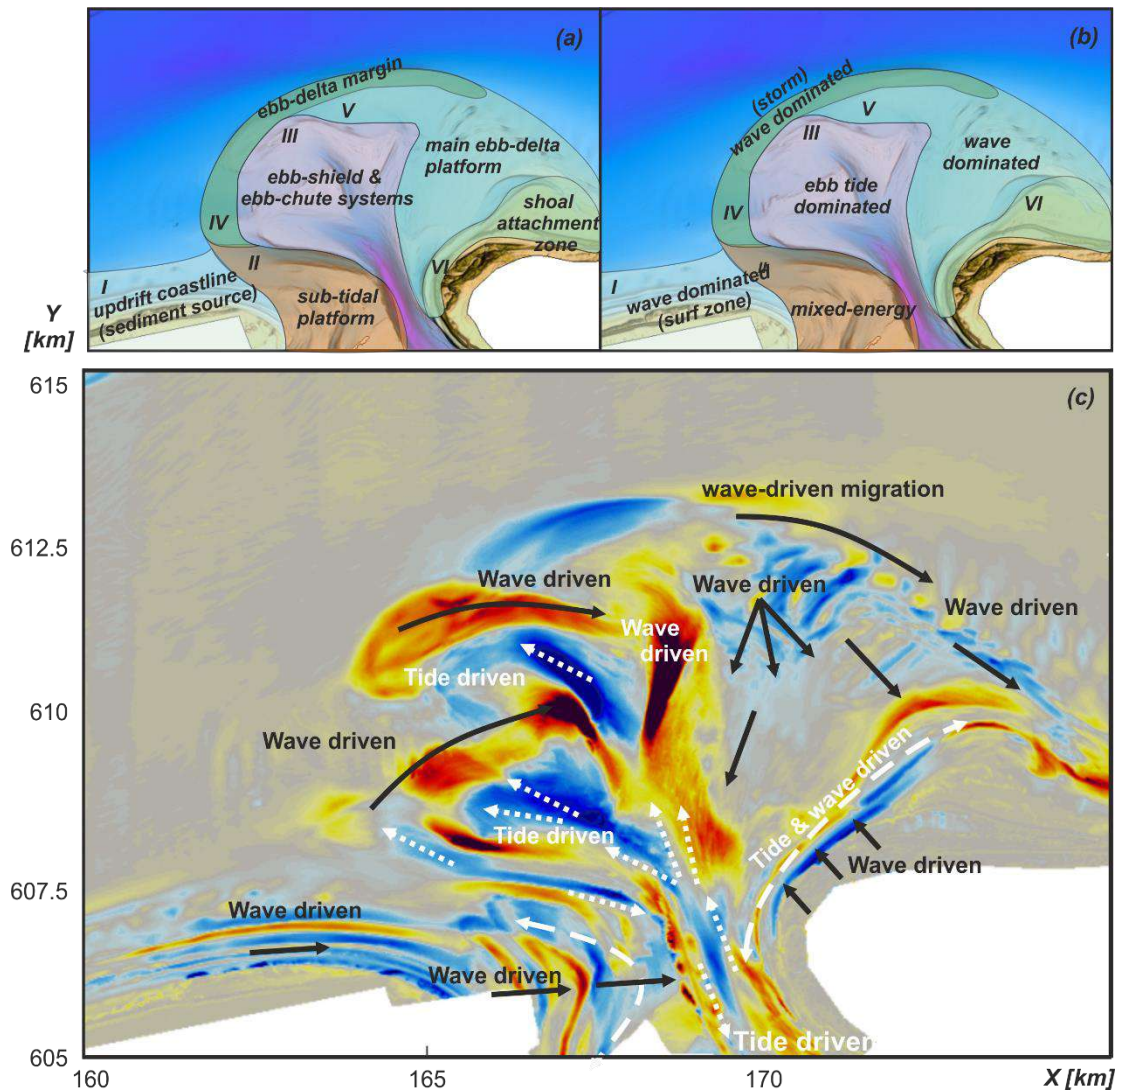 (a)
ebb-delta margin
V
III
main ebb-delta
platform
ebb-shield &
ebb-chute systems
shoal
attachment
zone
IV
II
VI
I
updrift coastline
(sediment source)
sub-tidal
platform
(b)
(storm)
wave dominated
V
III
wave
dominated
ebb tide
dominated
VI
IV
II
I
wave dominated
(surf zone)
mixed-energy
Y
[km]
615
(c)
wave-driven migration
612.5
Wave driven
Wave driven
Wave driven
Wave
driven
Tide driven
610
Wave driven
Tide & wave driven
Tide driven
Wave driven
607.5
Wave driven
Wave driven
Tide driven
605
160
165
170
X [km]